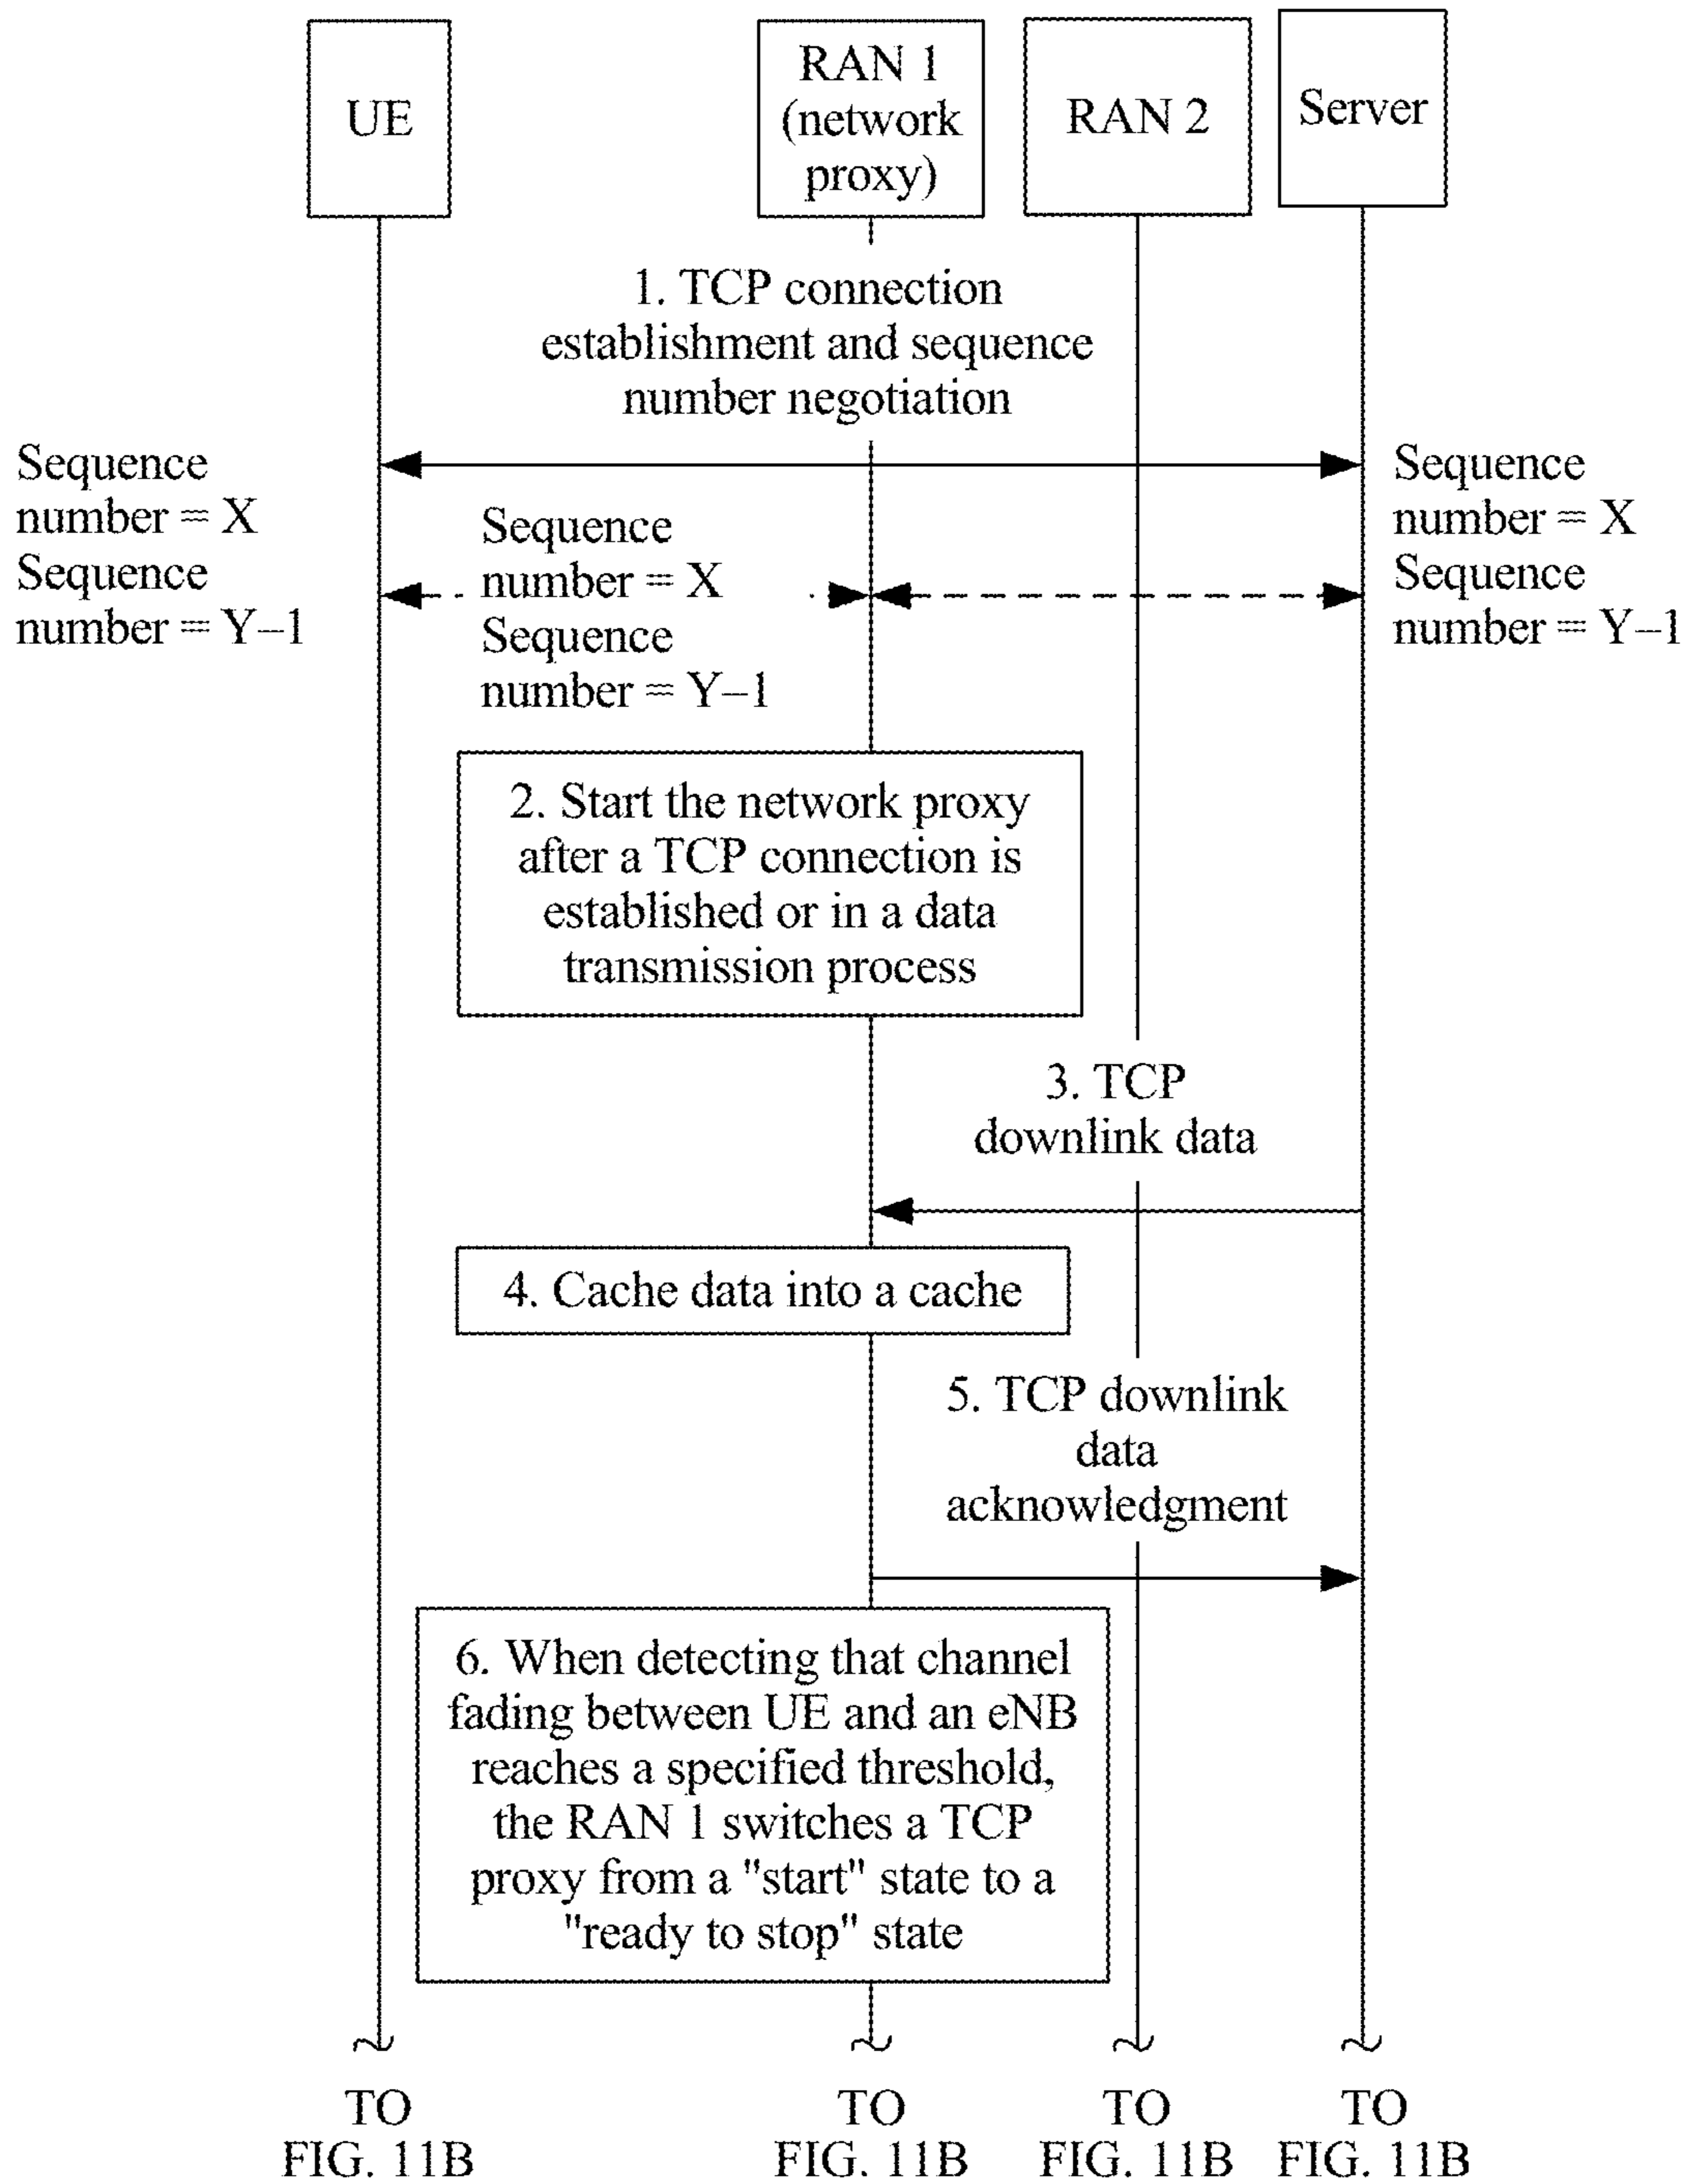 UE
RAN 1
(network
proxy)
RAN 2
Server
1. TCP connection
establishment and sequence
number negotiation
Sequence
number = X
Sequence
number = Y–1
Sequence
number = X
Sequence
number = Y–1
Sequence
number = X
Sequence
number = Y–1
2. Start the network proxy
after a TCP connection is
established or in a data
transmission process
3. TCP
downlink data
4. Cache data into a cache
5. TCP downlink
data
acknowledgment
6. When detecting that channel
fading between UE and an eNB
reaches a specified threshold,
the RAN 1 switches a TCP
proxy from a "start" state to a
"ready to stop" state
TO
FIG. 11B
TO
FIG. 11B
TO
FIG. 11B
TO
FIG. 11B